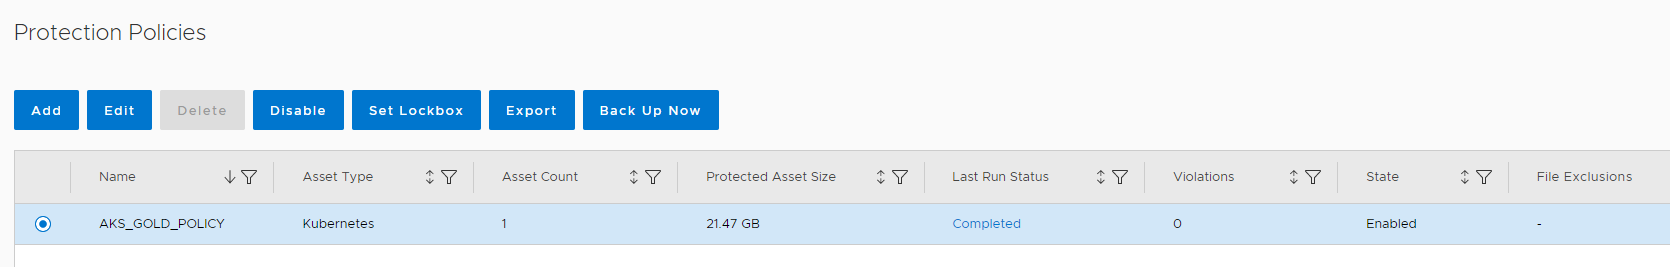 Protection Policies
Add Edit Delete Disable Set Lockbox Export Back Up Now
Name Asset Type Asset Count Protected Asset Size Last Run Status Violations State File Exclusions
AKS_GOLD_POLICY Kubernetes 1 21.47 GB Completed 0 Enabled -